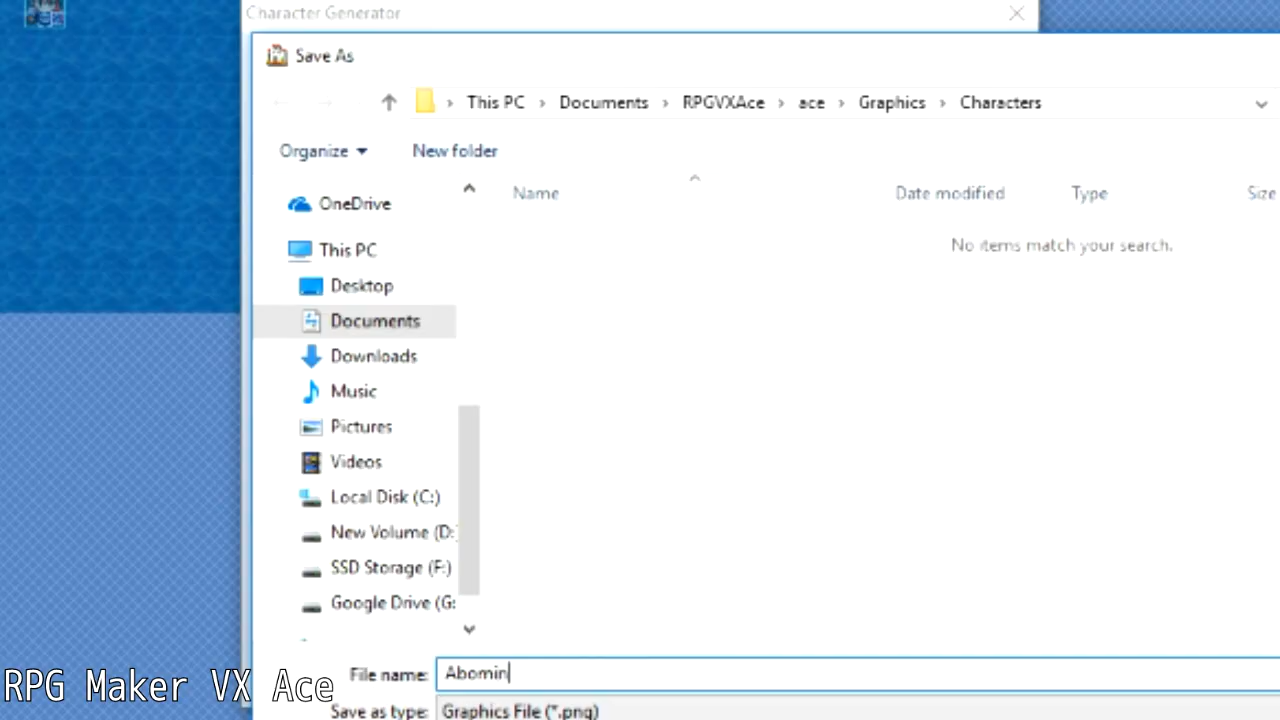 Character Generator
Save As
This PC > Documents > RPGVXAce > ace > Graphics > Characters
Organize New folder
Name Date modified Type Size
No items match your search.
OneDrive
This PC
Desktop
Documents
Downloads
Music
Pictures
Videos
Local Disk (C:)
New Volume (D:)
SSD Storage (F:)
Google Drive (G:
File name: Abomin
Save as type: Graphics File (*.png)
RPG Maker VX Ace